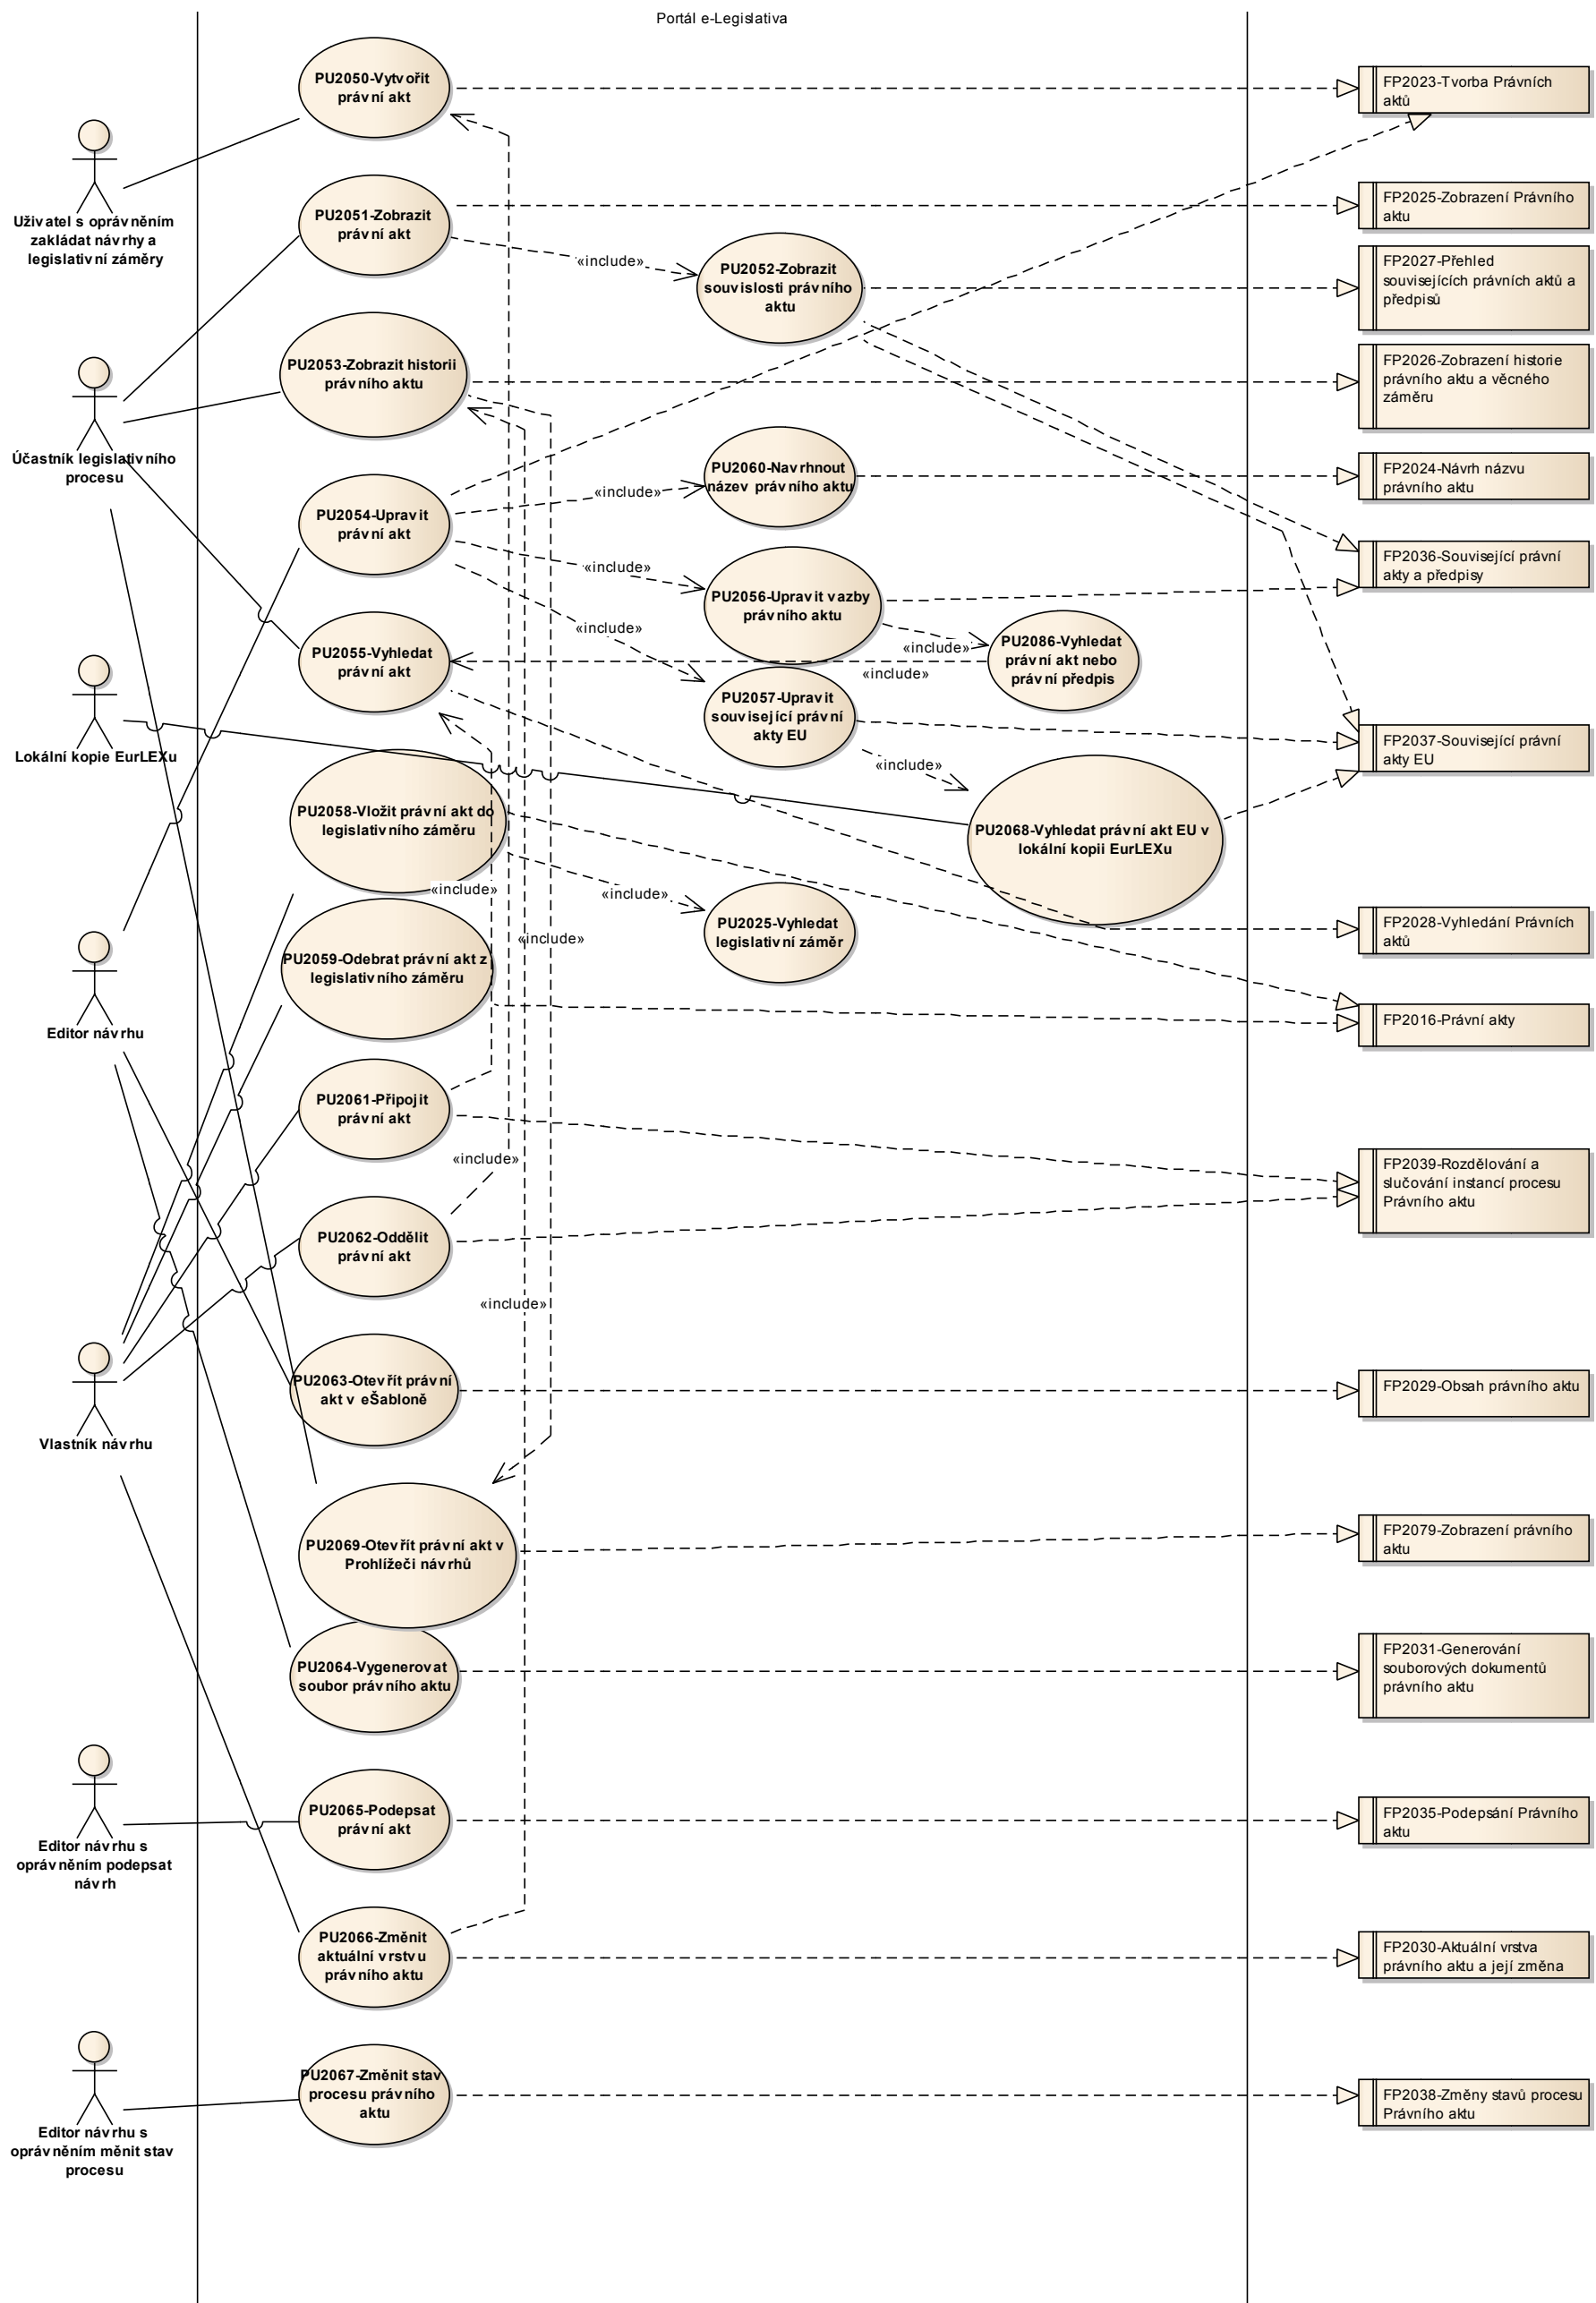 Portál e-Legislativa
PU2050-Vytvořit
právní akt
FP2023-Tvorba Právních
aktů
Uživatel s oprávněním
zakládat návrhy a
legislativní záměry
PU2051-Zobrazit
právní akt
FP2025-Zobrazení Právního
aktu
«include»
PU2052-Zobrazit
souvislosti právního
aktu
FP2027-Přehled
souvisejících právních aktů a
předpisů
PU2053-Zobrazit historii
právního aktu
FP2026-Zobrazení historie
právního aktu a věcného
záměru
Účastník legislativního
procesu
PU2060-Navrhnout
název právního aktu
FP2024-Návrh názvu
právního aktu
«include»
PU2054-Upravit
právní akt
«include»
PU2056-Upravit vazby
právního aktu
FP2036-Související právní
akty a předpisy
«include»
PU2055-Vyhledat
právní akt
«include»
PU2086-Vyhledat
právní akt nebo
právní předpis
«include»
Lokální kopie EurLEXu
PU2057-Upravit
související právní
akty EU
FP2037-Související právní
akty EU
«include»
PU2058-Vložit právní akt do
legislativního záměru
PU2068-Vyhledat právní akt EU v
lokální kopii EurLEXu
«include»
«include»
PU2025-Vyhledat
legislativní záměr
FP2028-Vyhledání Právních
aktů
«include»
PU2059-Odebrat právní akt z
legislativního záměru
Editor návrhu
FP2016-Právní akty
PU2061-Připojit
právní akt
«include»
FP2039-Rozdělování a
slučování instancí procesu
Právního aktu
PU2062-Oddělit
právní akt
«include»
PU2063-Otevřít právní
akt v eŠabloně
FP2029-Obsah právního aktu
Vlastník návrhu
PU2069-Otevřít právní akt v
Prohlížeči návrhů
FP2079-Zobrazení právního
aktu
PU2064-Vygenerovat
soubor právního aktu
FP2031-Generování
souborových dokumentů
právního aktu
PU2065-Podepsat
právní akt
FP2035-Podepsání Právního
aktu
Editor návrhu s
oprávněním podepsat
návrh
PU2066-Změnit
aktuální vrstvu
právního aktu
FP2030-Aktuální vrstva
právního aktu a její změna
PU2067-Změnit stav
procesu právního
aktu
FP2038-Změny stavů procesu
Právního aktu
Editor návrhu s
oprávněním měnit stav
procesu